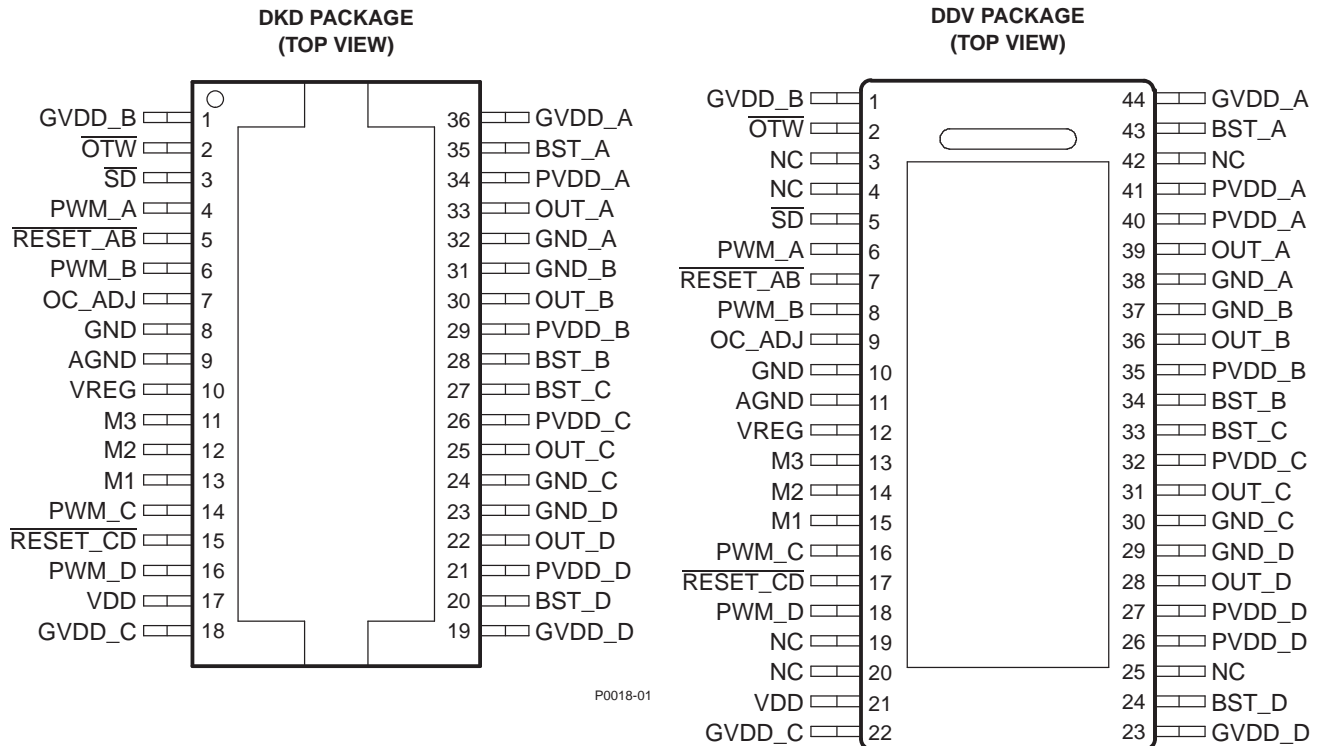 DKD PACKAGE
(TOP VIEW)
GVDD_B 1 36 GVDD_A
OTW 2 35 BST_A
SD 3 34 PVDD_A
PWM_A 4 33 OUT_A
RESET_AB 5 32 GND_A
PWM_B 6 31 GND_B
OC_ADJ 7 30 OUT_B
GND 8 29 PVDD_B
AGND 9 28 BST_B
VREG 10 27 BST_C
M3 11 26 PVDD_C
M2 12 25 OUT_C
M1 13 24 GND_C
PWM_C 14 23 GND_D
RESET_CD 15 22 OUT_D
PWM_D 16 21 PVDD_D
VDD 17 20 BST_D
GVDD_C 18 19 GVDD_D
P0018-01
DDV PACKAGE
(TOP VIEW)
GVDD_B 1 44 GVDD_A
OTW 2 43 BST_A
NC 3 42 NC
NC 4 41 PVDD_A
SD 5 40 PVDD_A
PWM_A 6 39 OUT_A
RESET_AB 7 38 GND_A
PWM_B 8 37 GND_B
OC_ADJ 9 36 OUT_B
GND 10 35 PVDD_B
AGND 11 34 BST_B
VREG 12 33 BST_C
M3 13 32 PVDD_C
M2 14 31 OUT_C
M1 15 30 GND_C
PWM_C 16 29 GND_D
RESET_CD 17 28 OUT_D
PWM_D 18 27 PVDD_D
NC 19 26 PVDD_D
NC 20 25 NC
VDD 21 24 BST_D
GVDD_C 22 23 GVDD_D